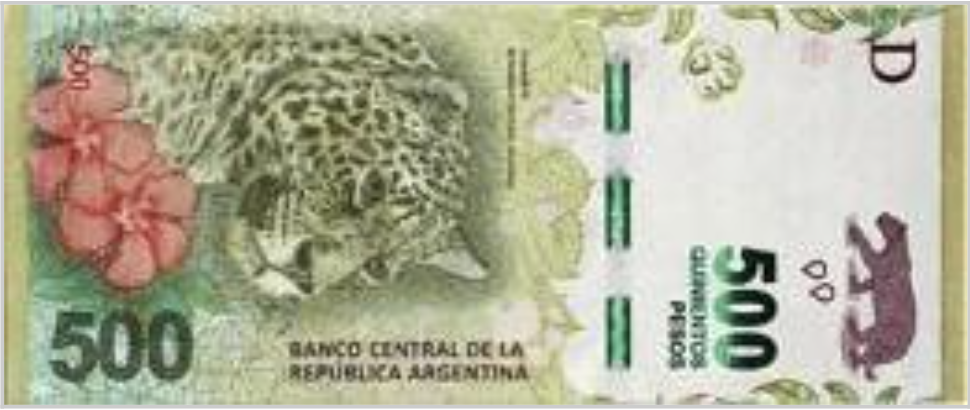 500
D
500
QUINIENTOS
PESOS
500
BANCO CENTRAL DE LA
REPÚBLICA ARGENTINA